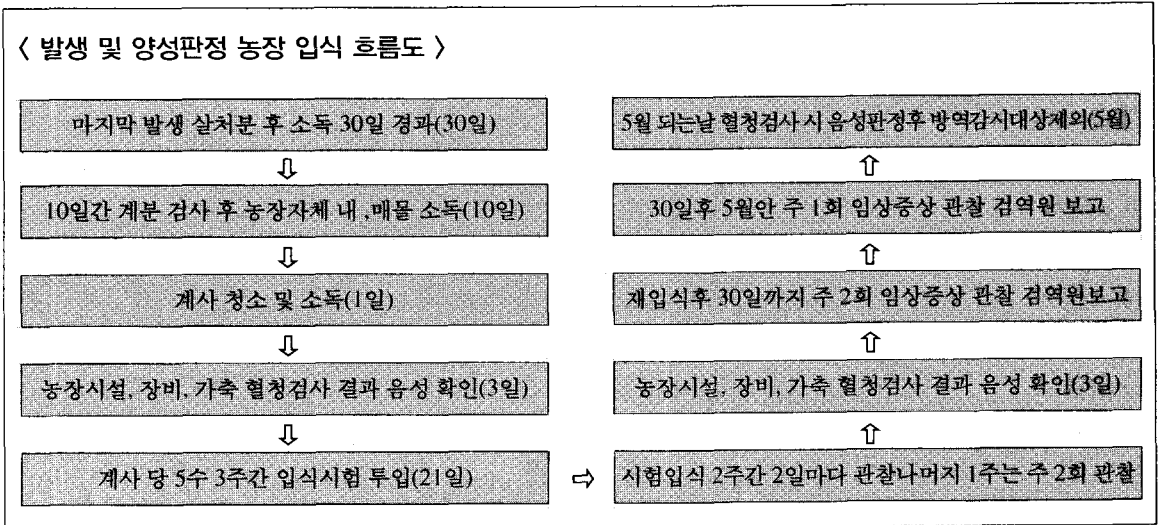 〈 발생 및 양성판정 농장 입식 흐름도 〉
마지막 발생 살처분 후 소독 30일 경과(30일)
⇩
10일간 계분 검사 후 농장자체 내 ,매몰 소독(10일)
⇩
계사 청소 및 소독(1일)
⇩
농장시설, 장비, 가축 혈청검사 결과 음성 확인(3일)
⇩
계사 당 5수 3주간 입식시험 투입(21일)
⇨
시험입식 2주간 2일마다 관찰나머지 1주는 주 2회 관찰
⇧
농장시설, 장비, 가축 혈청검사 결과 음성 확인(3일)
⇧
재입식후 30일까지 주 2회 임상증상 관찰 검역원보고
⇧
30일후 5월안 주 1회 임상증상 관찰 검역원 보고
⇧
5월 되는날 혈청검사 시 음성판정후 방역감시대상제외(5월)